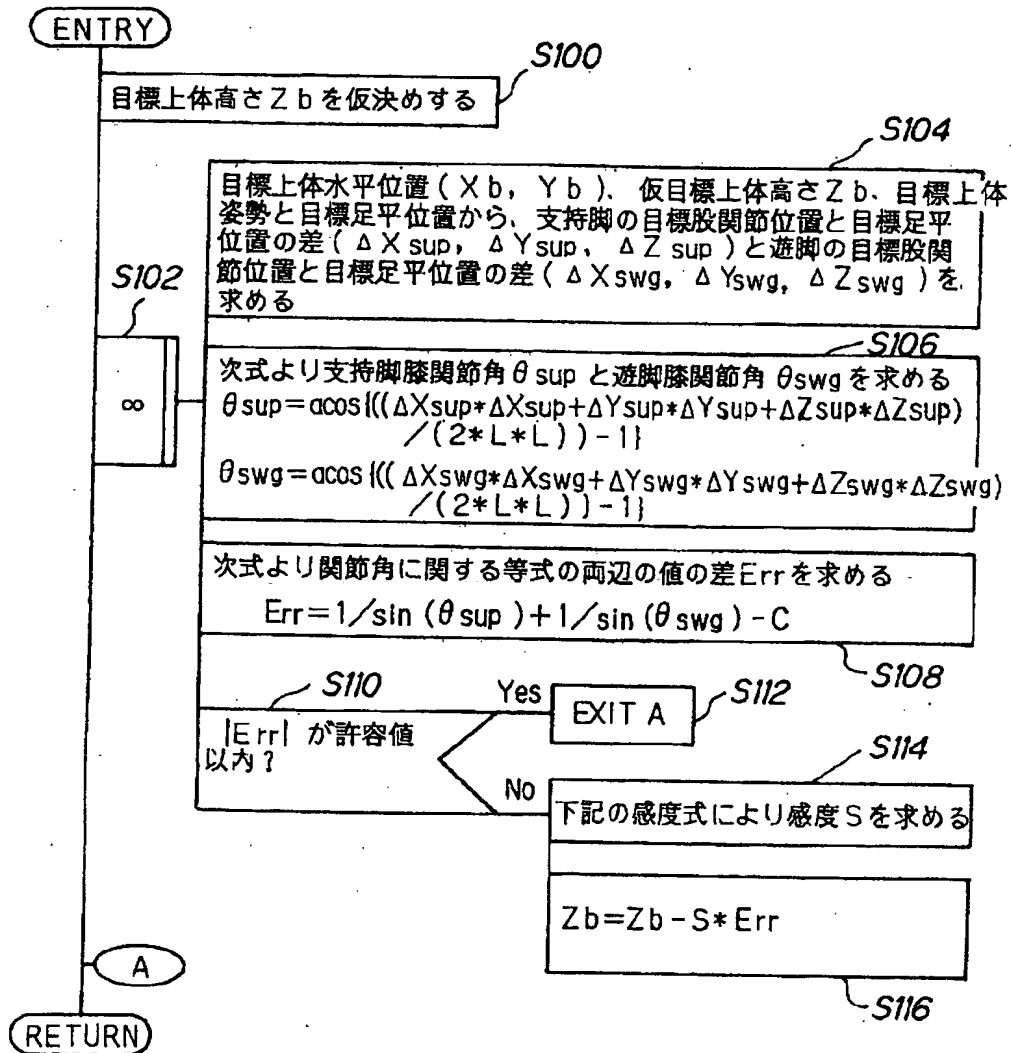 ENTRY
S100
目標上体高さZbを仮決めする
S104
目標上体水平位置(Xb, Yb)、仮目標上体高さZb、目標上体
姿勢と目標足平位置から、支持脚の目標股関節位置と目標足平
位置の差(ΔXsup, ΔYsup, ΔZsup)と遊脚の目標股関
節位置と目標足平位置の差(ΔXswg, ΔYswg, ΔZswg)を
求める
S102
∞
S106
次式より支持脚膝関節角θsupと遊脚膝関節角θswgを求める
θsup=acos{((ΔXsup*ΔXsup+ΔYsup*ΔYsup+ΔZsup*ΔZsup)
/(2*L*L))-1}
θswg=acos{((ΔXswg*ΔXswg+ΔYswg*ΔYswg+ΔZswg*ΔZswg)
/(2*L*L))-1}
次式より関節角に関する等式の両辺の値の差Errを求める
Err=1/sin(θsup)+1/sin(θswg)-C
S108
S110
|Err|が許容値
以内?
Yes
EXIT A
S112
No
S114
下記の感度式により感度Sを求める
Zb=Zb-S*Err
S116
A
RETURN